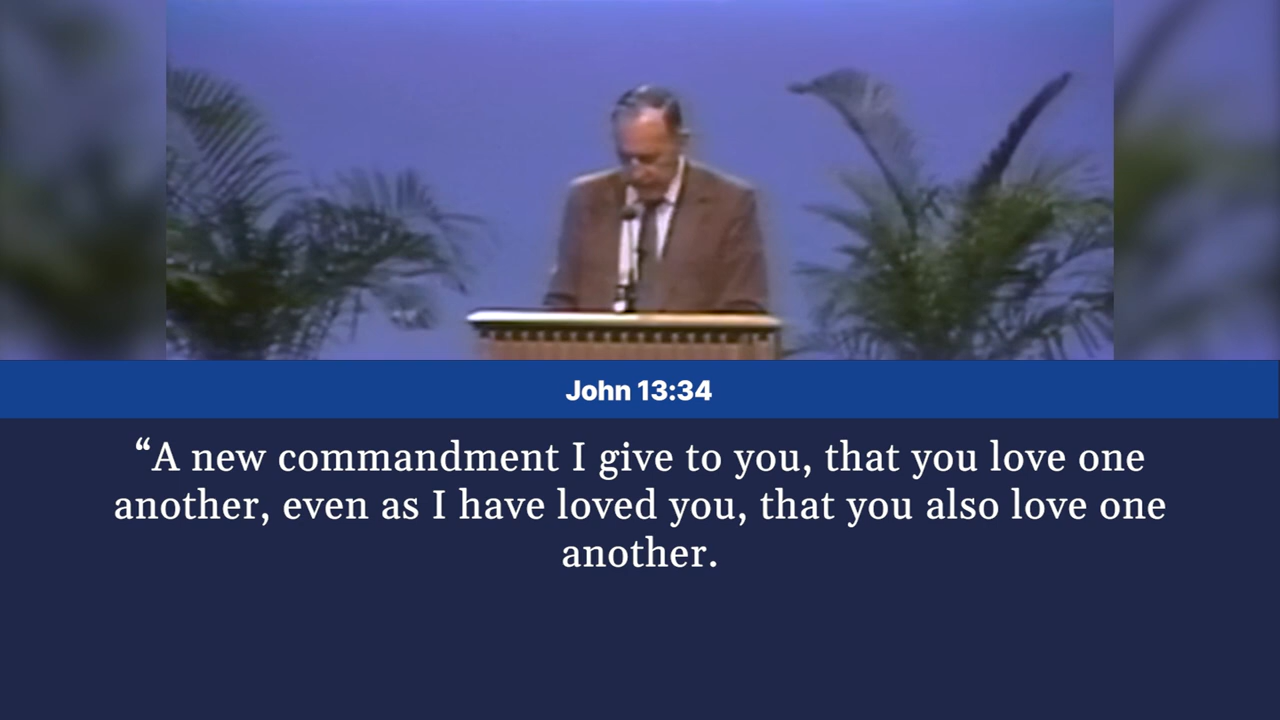 John 13:34
“A new commandment I give to you, that you love one
another, even as I have loved you, that you also love one
another.